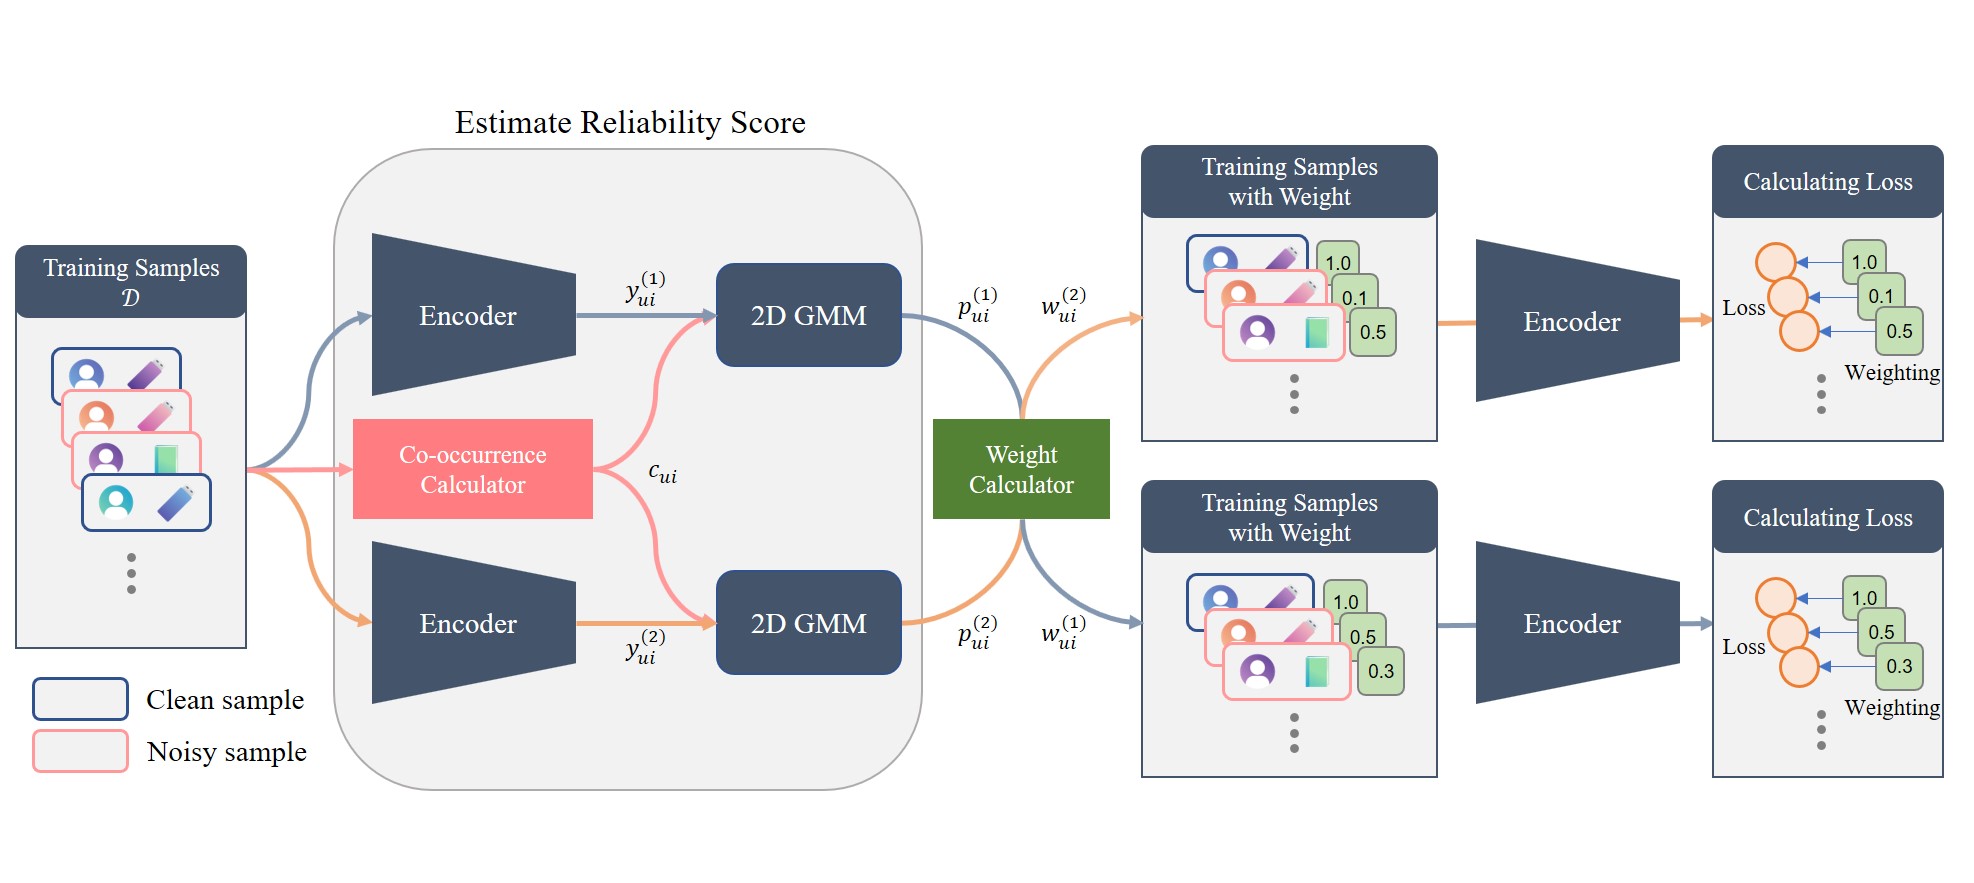 Estimate Reliability Score
Training Samples
𝒟
Clean sample
Noisy sample
Encoder
y_{ui}^{(1)}
2D GMM
Co-occurrence
Calculator
c_{ui}
Encoder
y_{ui}^{(2)}
2D GMM
p_{ui}^{(1)}
w_{ui}^{(2)}
Weight
Calculator
p_{ui}^{(2)}
w_{ui}^{(1)}
Training Samples
with Weight
1.0
0.1
0.5
Encoder
Calculating Loss
1.0
0.1
Loss
0.5
Weighting
Training Samples
with Weight
1.0
0.5
0.3
Encoder
Calculating Loss
1.0
0.5
Loss
0.3
Weighting